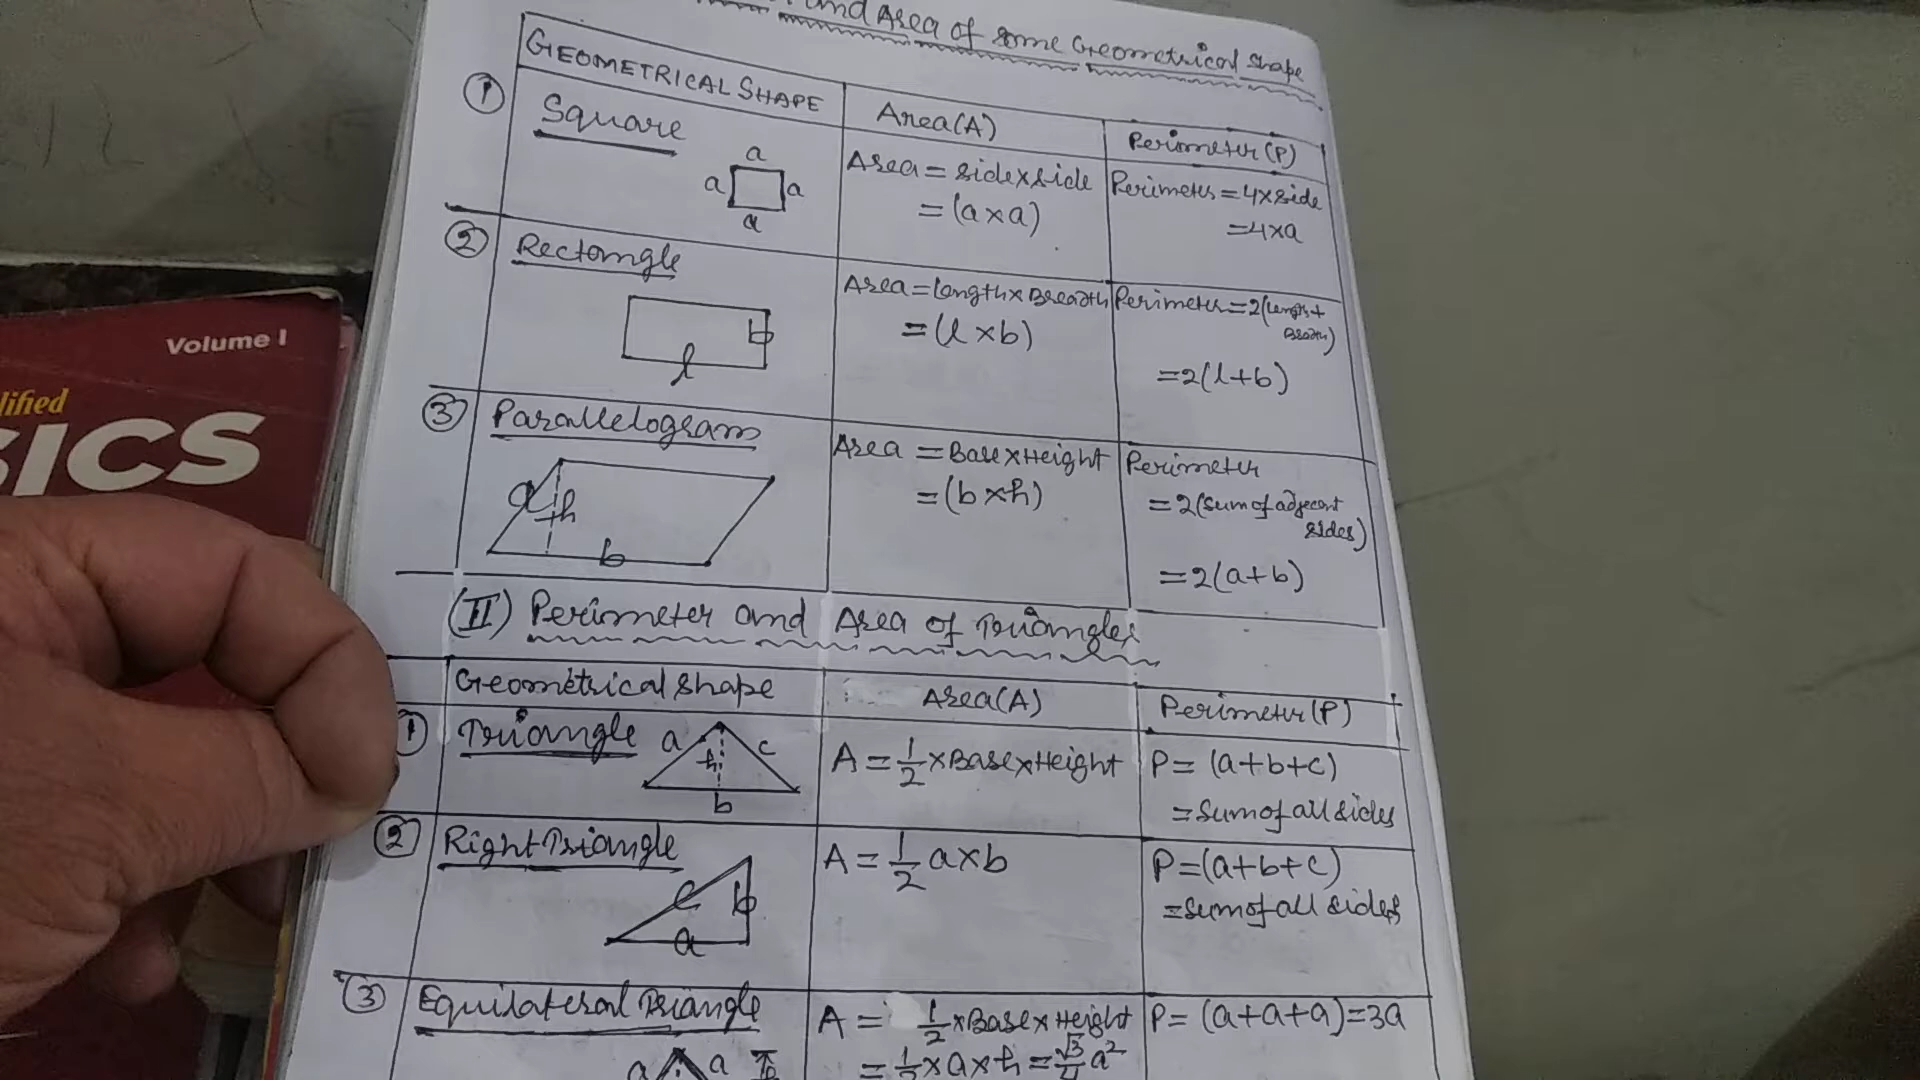 and Area of some Geometrical Shape
GEOMETRICAL SHAPE
Area(A)
Perimeter(P)
1
Square
a
a
a
a
Area = side×side
= (a×a)
Perimeter = 4×side
=4×a
2
Rectangle
b
l
Area = Length×Breadth
= (l×b)
Perimeter=2(Length+
Breadth)
=2(l+b)
3
Parallelogram
a
h
b
Area = Base×Height
= (b×h)
Perimeter
= 2(Sum of adjecent
sides)
=2(a+b)
(II) Perimeter and Area of Triangles
Geometrical shape
Area(A)
Perimeter(P)
1
Triangle
a
h
c
b
A = 1/2 ×Base×Height
P= (a+b+c)
= Sum of all sides
2
Right Triangle
c
b
a
A = 1/2 a×b
P=(a+b+c)
=Sum of all sides
3
Equilateral Triangle
a
a
A = 1/2 ×Base×Height
= 1/2 ×a×h = √3/4 a²
P= (a+a+a)=3a
Volume I
lified
SICS